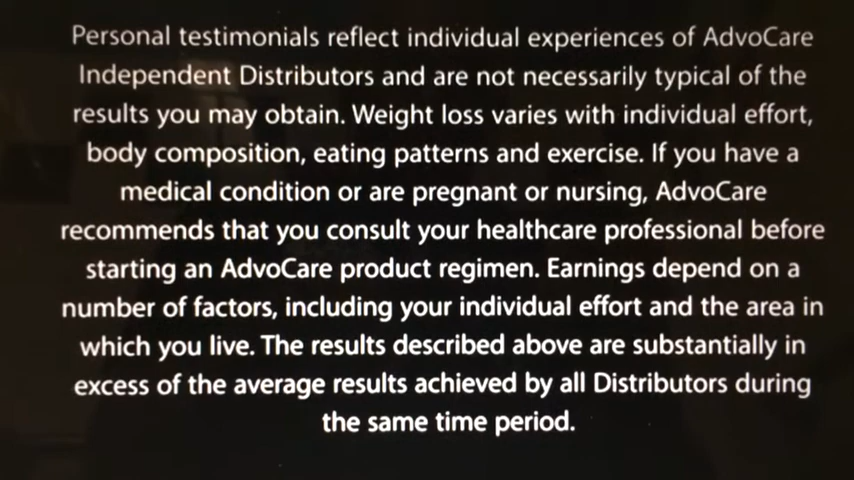 Personal testimonials reflect individual experiences of AdvoCare
Independent Distributors and are not necessarily typical of the
results you may obtain. Weight loss varies with individual effort,
body composition, eating patterns and exercise. If you have a
medical condition or are pregnant or nursing, AdvoCare
recommends that you consult your healthcare professional before
starting an AdvoCare product regimen. Earnings depend on a
number of factors, including your individual effort and the area in
which you live. The results described above are substantially in
excess of the average results achieved by all Distributors during
the same time period.